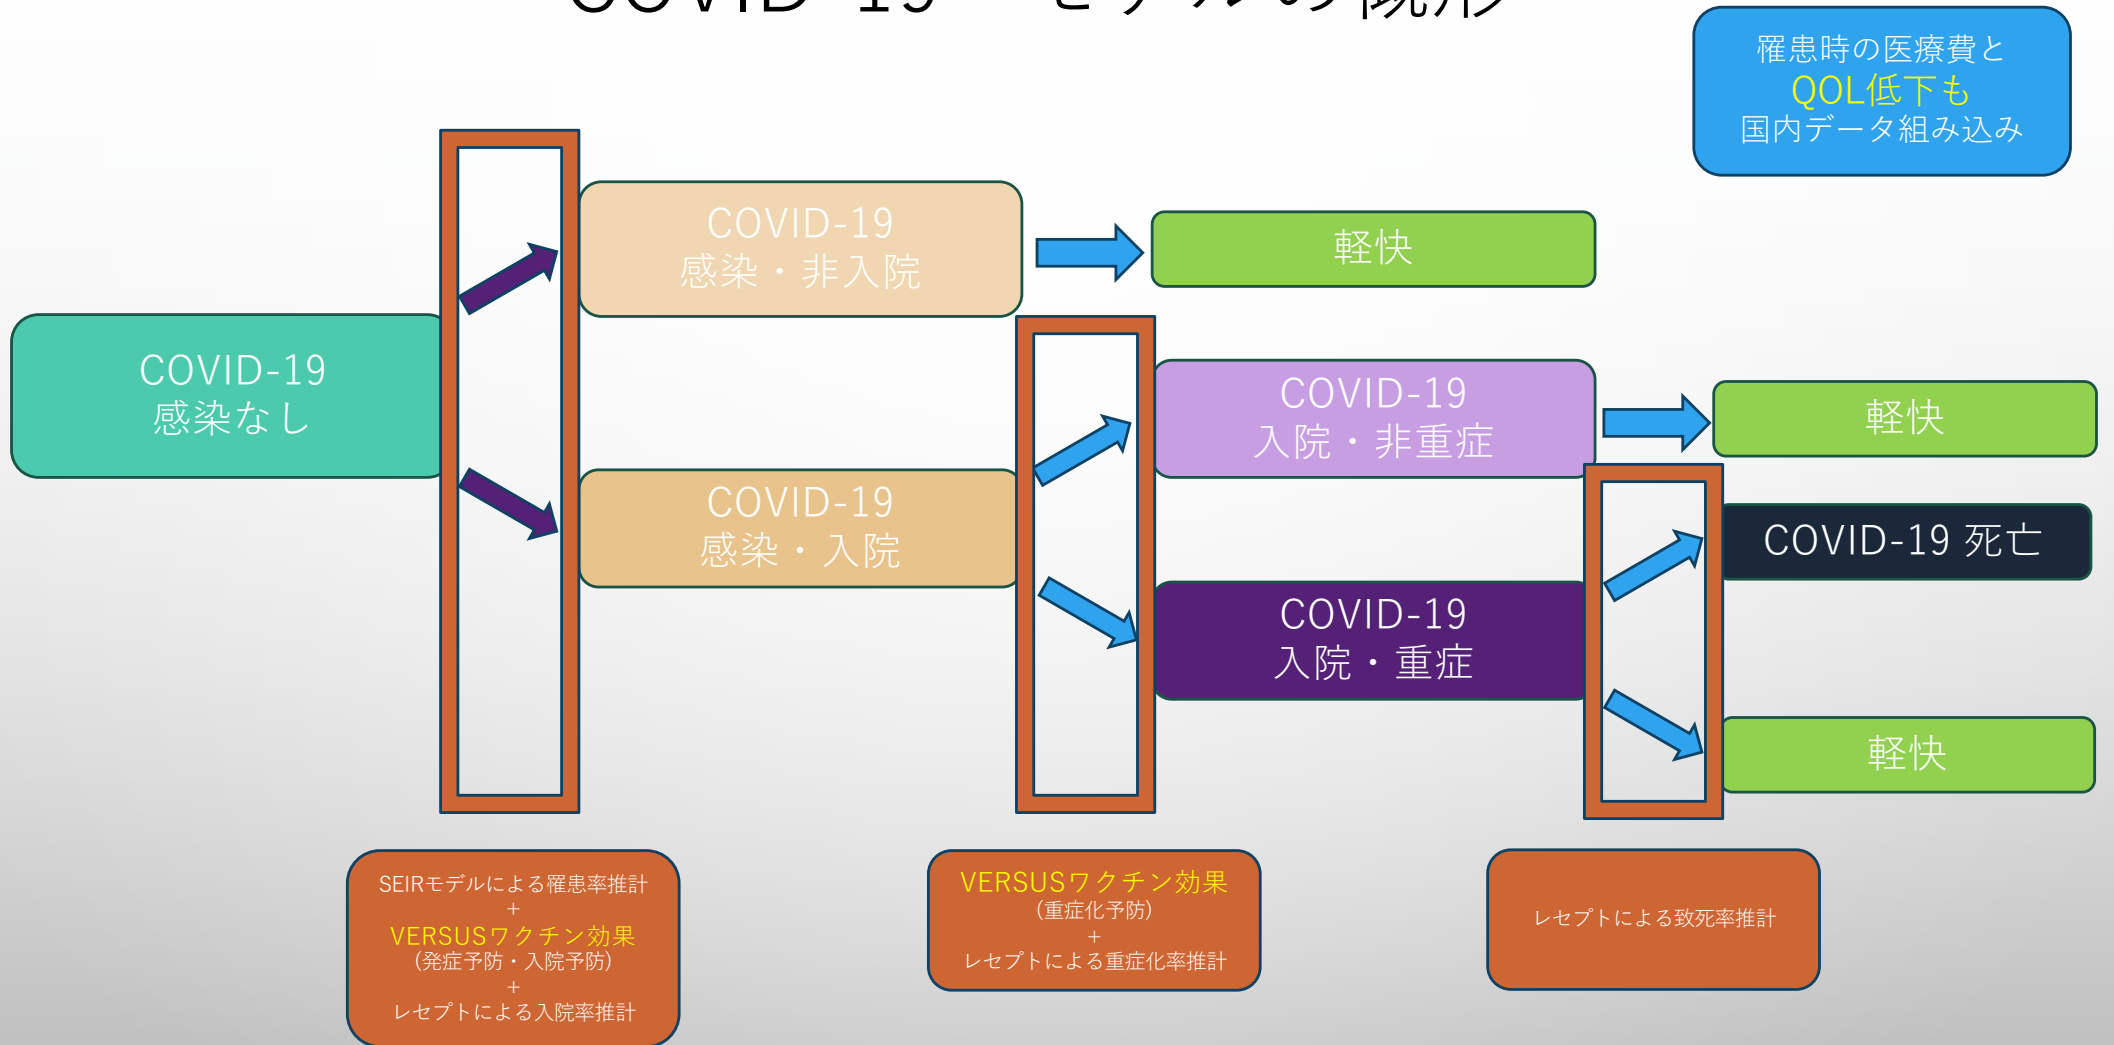 COVID-19 モデルの概形
罹患時の医療費と
QOL低下も
国内データ組み込み
COVID-19
感染・非入院
軽快
COVID-19
感染なし
COVID-19
入院・非重症
軽快
COVID-19
感染・入院
COVID-19 死亡
COVID-19
入院・重症
軽快
SEIRモデルによる罹患率推計
+
VERSUSワクチン効果
(発症予防・入院予防)
+
レセプトによる入院率推計
VERSUSワクチン効果
(重症化予防)
+
レセプトによる重症化率推計
レセプトによる致死率推計